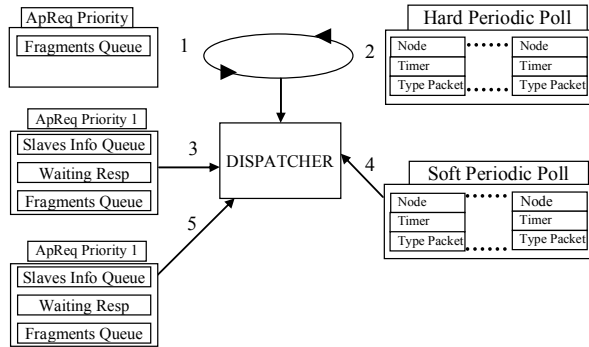 ApReq Priority
Fragments Queue
1
2
Hard Periodic Poll
Node ...... Node
Timer Timer
Type Packet ...... Type Packet
ApReq Priority 1
Slaves Info Queue
Waiting Resp
Fragments Queue
3
DISPATCHER
4
Soft Periodic Poll
Node ...... Node
Timer Timer
Type Packet ...... Type Packet
5
ApReq Priority 1
Slaves Info Queue
Waiting Resp
Fragments Queue